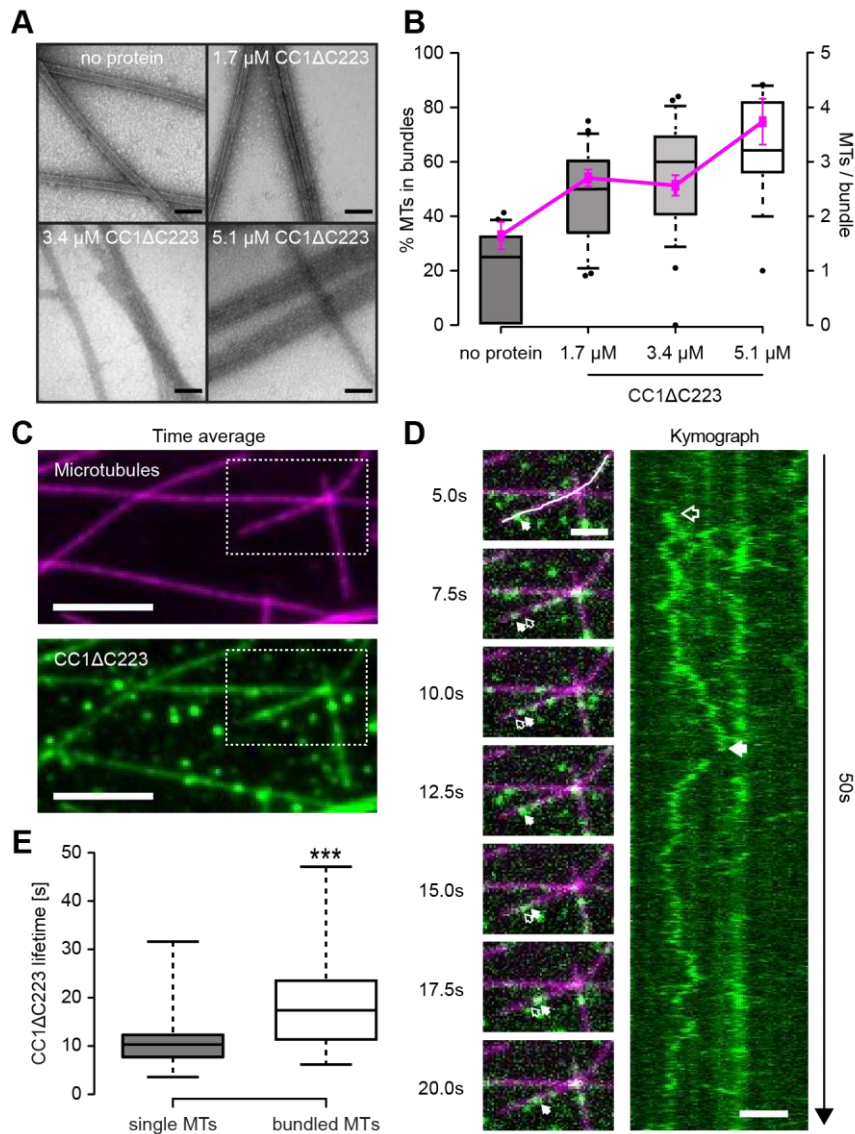 A
no protein
1.7 µM CC1ΔC223
3.4 µM CC1ΔC223
5.1 µM CC1ΔC223
B
% MTs in bundles
100
80
60
40
20
0
5
4
3
2
1
0
MTs / bundle
no protein
1.7 µM
3.4 µM
5.1 µM
CC1ΔC223
C
Time average
Microtubules
CC1ΔC223
D
Kymograph
5.0s
7.5s
10.0s
12.5s
15.0s
17.5s
20.0s
50s
E
CC1ΔC223 lifetime [s]
50
40
30
20
10
0
***
single MTs
bundled MTs